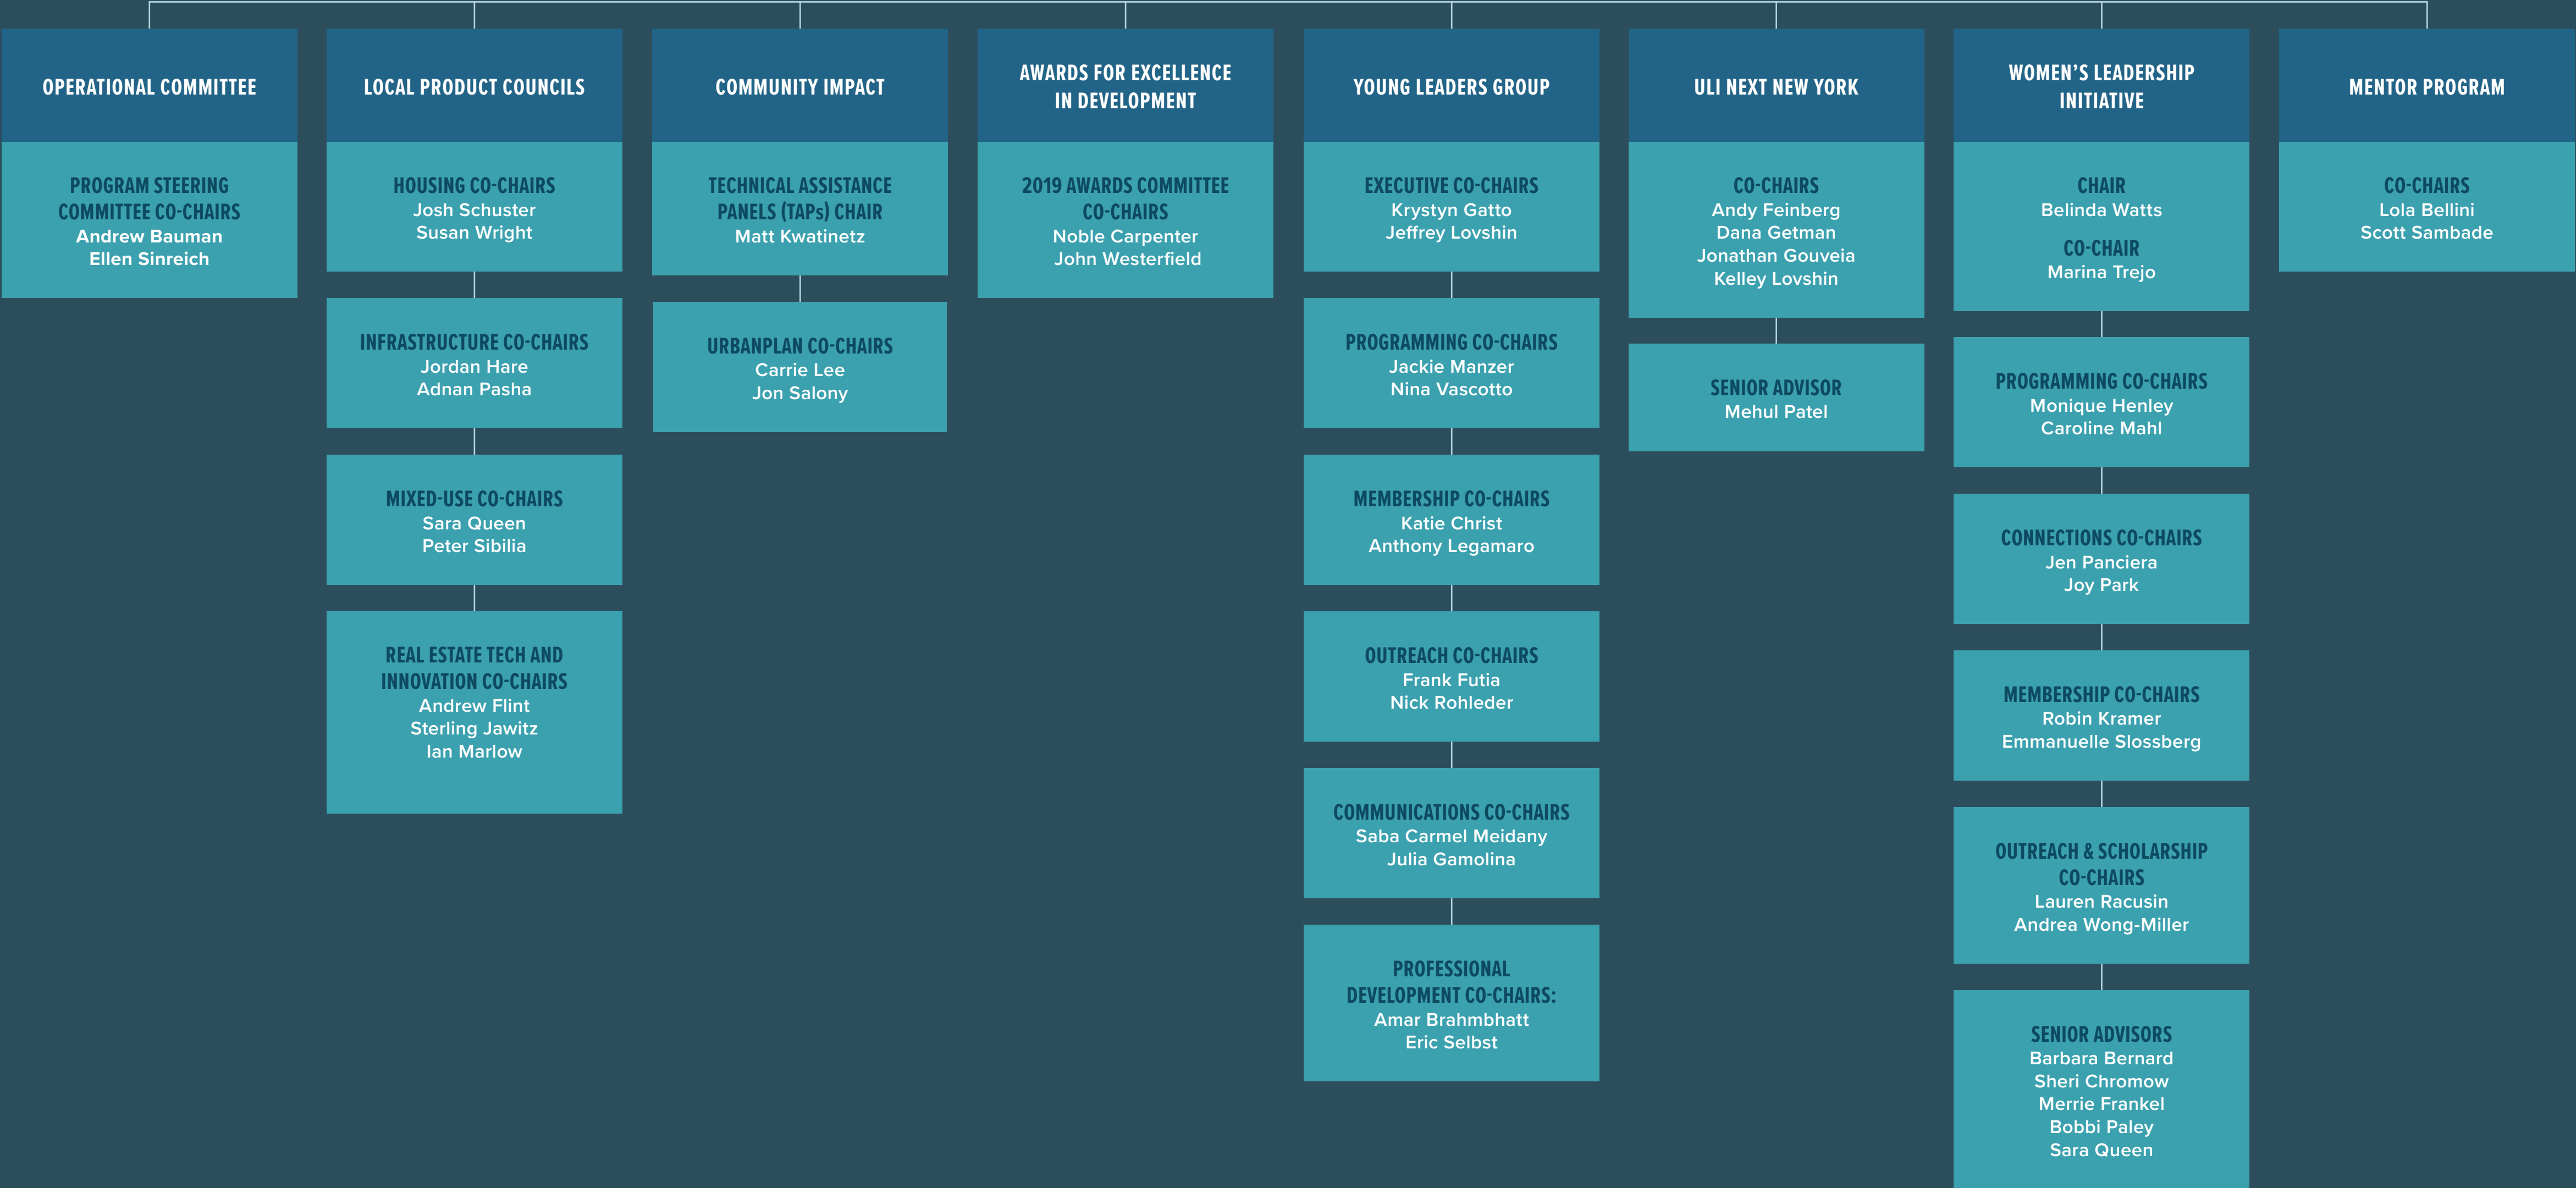 OPERATIONAL COMMITTEE
PROGRAM STEERING
COMMITTEE CO-CHAIRS
Andrew Bauman
Ellen Sinreich
LOCAL PRODUCT COUNCILS
HOUSING CO-CHAIRS
Josh Schuster
Susan Wright
INFRASTRUCTURE CO-CHAIRS
Jordan Hare
Adnan Pasha
MIXED-USE CO-CHAIRS
Sara Queen
Peter Sibilia
REAL ESTATE TECH AND
INNOVATION CO-CHAIRS
Andrew Flint
Sterling Jawitz
Ian Marlow
COMMUNITY IMPACT
TECHNICAL ASSISTANCE
PANELS (TAPs) CHAIR
Matt Kwatinetz
URBANPLAN CO-CHAIRS
Carrie Lee
Jon Salony
AWARDS FOR EXCELLENCE
IN DEVELOPMENT
2019 AWARDS COMMITTEE
CO-CHAIRS
Noble Carpenter
John Westerfield
YOUNG LEADERS GROUP
EXECUTIVE CO-CHAIRS
Krystyn Gatto
Jeffrey Lovshin
PROGRAMMING CO-CHAIRS
Jackie Manzer
Nina Vascotto
MEMBERSHIP CO-CHAIRS
Katie Christ
Anthony Legamaro
OUTREACH CO-CHAIRS
Frank Futia
Nick Rohleder
COMMUNICATIONS CO-CHAIRS
Saba Carmel Meidany
Julia Gamolina
PROFESSIONAL
DEVELOPMENT CO-CHAIRS:
Amar Brahmbhatt
Eric Selbst
ULI NEXT NEW YORK
CO-CHAIRS
Andy Feinberg
Dana Getman
Jonathan Gouveia
Kelley Lovshin
SENIOR ADVISOR
Mehul Patel
WOMEN’S LEADERSHIP
INITIATIVE
CHAIR
Belinda Watts
CO-CHAIR
Marina Trejo
PROGRAMMING CO-CHAIRS
Monique Henley
Caroline Mahl
CONNECTIONS CO-CHAIRS
Jen Panciera
Joy Park
MEMBERSHIP CO-CHAIRS
Robin Kramer
Emmanuelle Slossberg
OUTREACH & SCHOLARSHIP
CO-CHAIRS
Lauren Racusin
Andrea Wong-Miller
SENIOR ADVISORS
Barbara Bernard
Sheri Chromow
Merrie Frankel
Bobbi Paley
Sara Queen
MENTOR PROGRAM
CO-CHAIRS
Lola Bellini
Scott Sambade